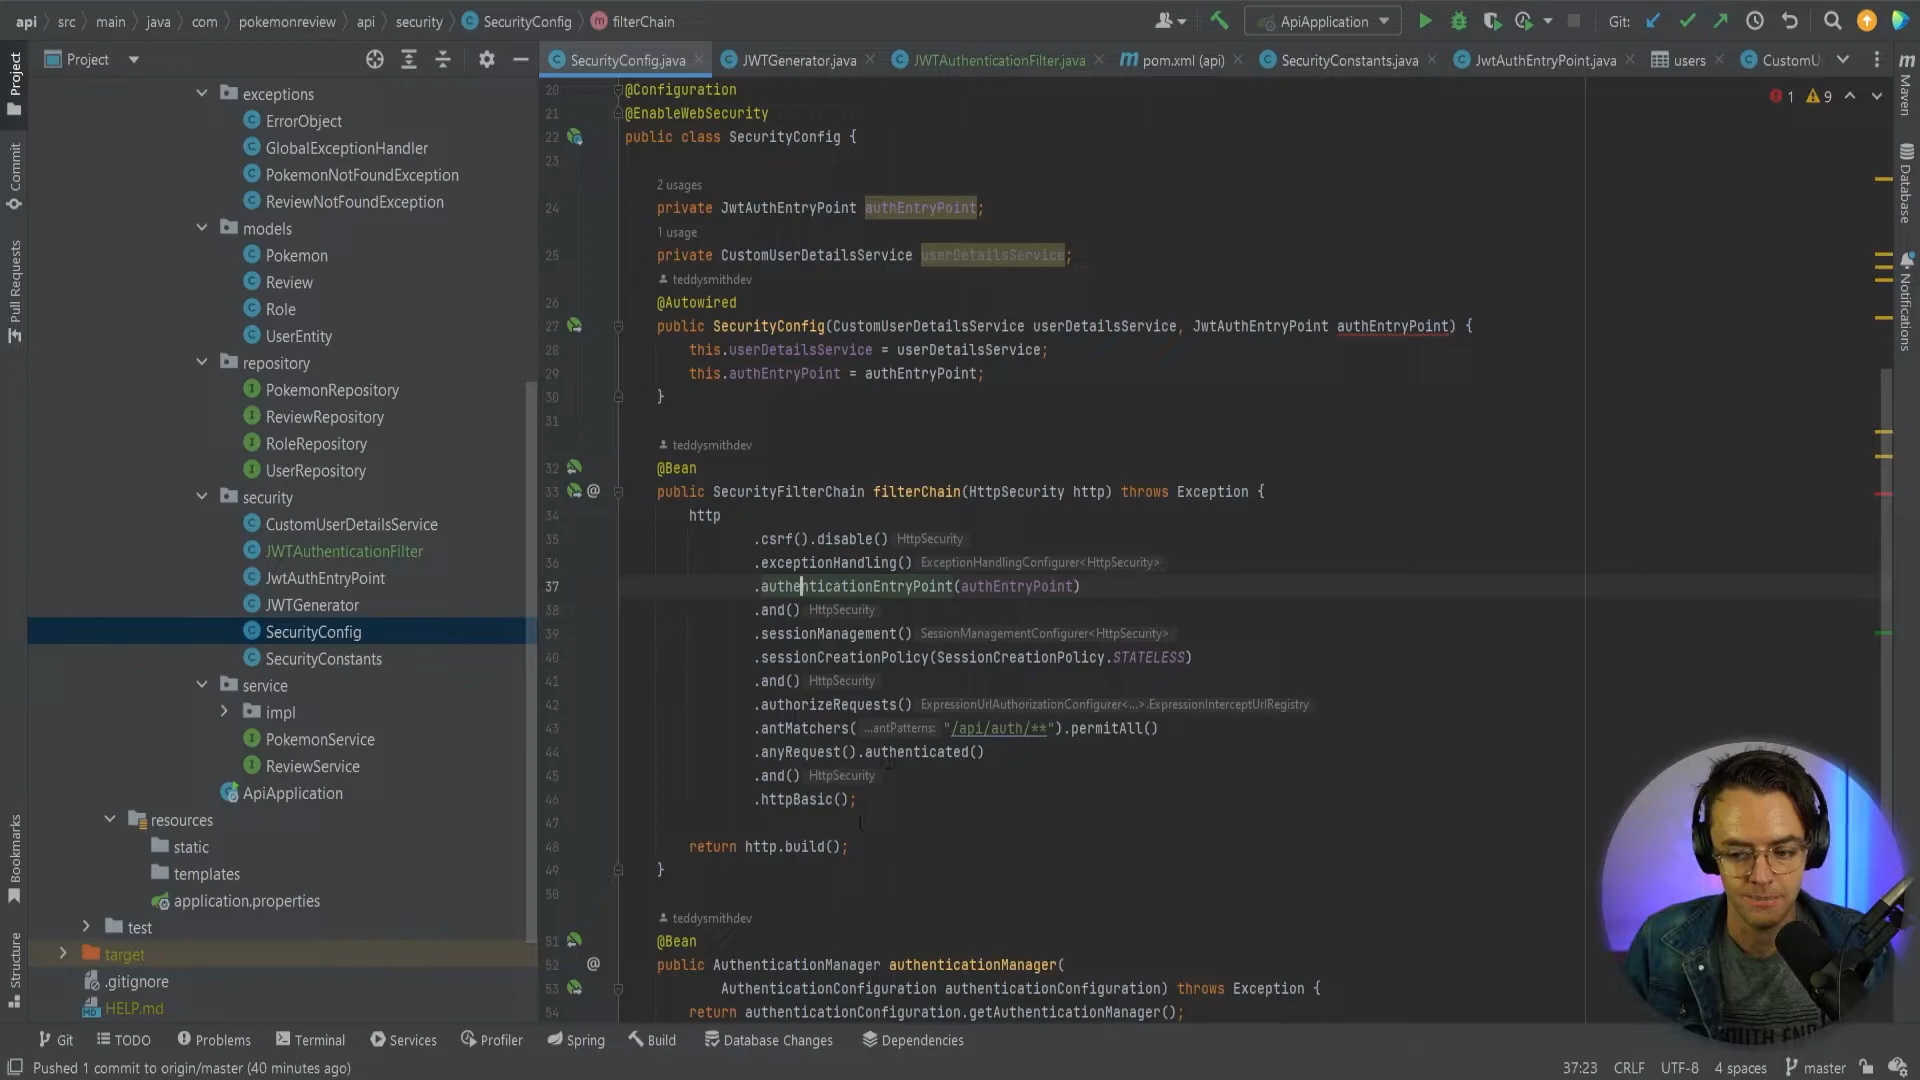 api
src
main
java
com
pokemonreview
api
security
SecurityConfig
filterChain
ApiApplication
Git:
Project
SecurityConfig.java
JWTGenerator.java
JWTAuthenticationFilter.java
pom.xml (api)
SecurityConstants.java
JwtAuthEntryPoint.java
users
CustomU
1
9
Project
Commit
Pull Requests
Bookmarks
Structure
Maven
Database
Notifications
exceptions
ErrorObject
GlobalExceptionHandler
PokemonNotFoundException
ReviewNotFoundException
models
Pokemon
Review
Role
UserEntity
repository
PokemonRepository
ReviewRepository
RoleRepository
UserRepository
security
CustomUserDetailsService
JWTAuthenticationFilter
JwtAuthEntryPoint
JWTGenerator
SecurityConfig
SecurityConstants
service
impl
PokemonService
ReviewService
ApiApplication
resources
static
templates
application.properties
test
target
.gitignore
HELP.md
20 @Configuration
21 @EnableWebSecurity
22 public class SecurityConfig {
23
2 usages
24 private JwtAuthEntryPoint authEntryPoint;
1 usage
25 private CustomUserDetailsService userDetailsService;
teddysmithdev
26 @Autowired
27 public SecurityConfig(CustomUserDetailsService userDetailsService, JwtAuthEntryPoint authEntryPoint) {
28 this.userDetailsService = userDetailsService;
29 this.authEntryPoint = authEntryPoint;
30 }
31
teddysmithdev
32 @Bean
33 @ public SecurityFilterChain filterChain(HttpSecurity http) throws Exception {
34 http
35 .csrf().disable() HttpSecurity
36 .exceptionHandling() ExceptionHandlingConfigurer<HttpSecurity>
37 .authenticationEntryPoint(authEntryPoint)
38 .and() HttpSecurity
39 .sessionManagement() SessionManagementConfigurer<HttpSecurity>
40 .sessionCreationPolicy(SessionCreationPolicy.STATELESS)
41 .and() HttpSecurity
42 .authorizeRequests() ExpressionUrlAuthorizationConfigurer<...>.ExpressionInterceptUrlRegistry
43 .antMatchers( ...antPatterns: "/api/auth/**").permitAll()
44 .anyRequest().authenticated()
45 .and() HttpSecurity
46 .httpBasic();
47
48 return http.build();
49 }
50
teddysmithdev
51 @Bean
52 @ public AuthenticationManager authenticationManager(
53 AuthenticationConfiguration authenticationConfiguration) throws Exception {
54 return authenticationConfiguration.getAuthenticationManager();
Git
TODO
Problems
Terminal
Services
Profiler
Spring
Build
Database Changes
Dependencies
Pushed 1 commit to origin/master (40 minutes ago)
37:23
CRLF
UTF-8
4 spaces
master